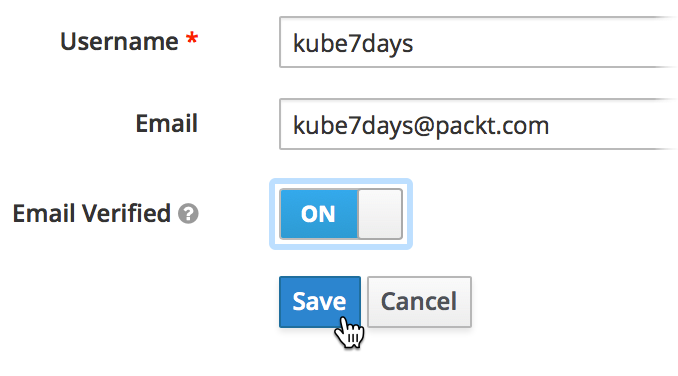 Username * kube7days
Email kube7days@packt.com
Email Verified ? ON
Save Cancel